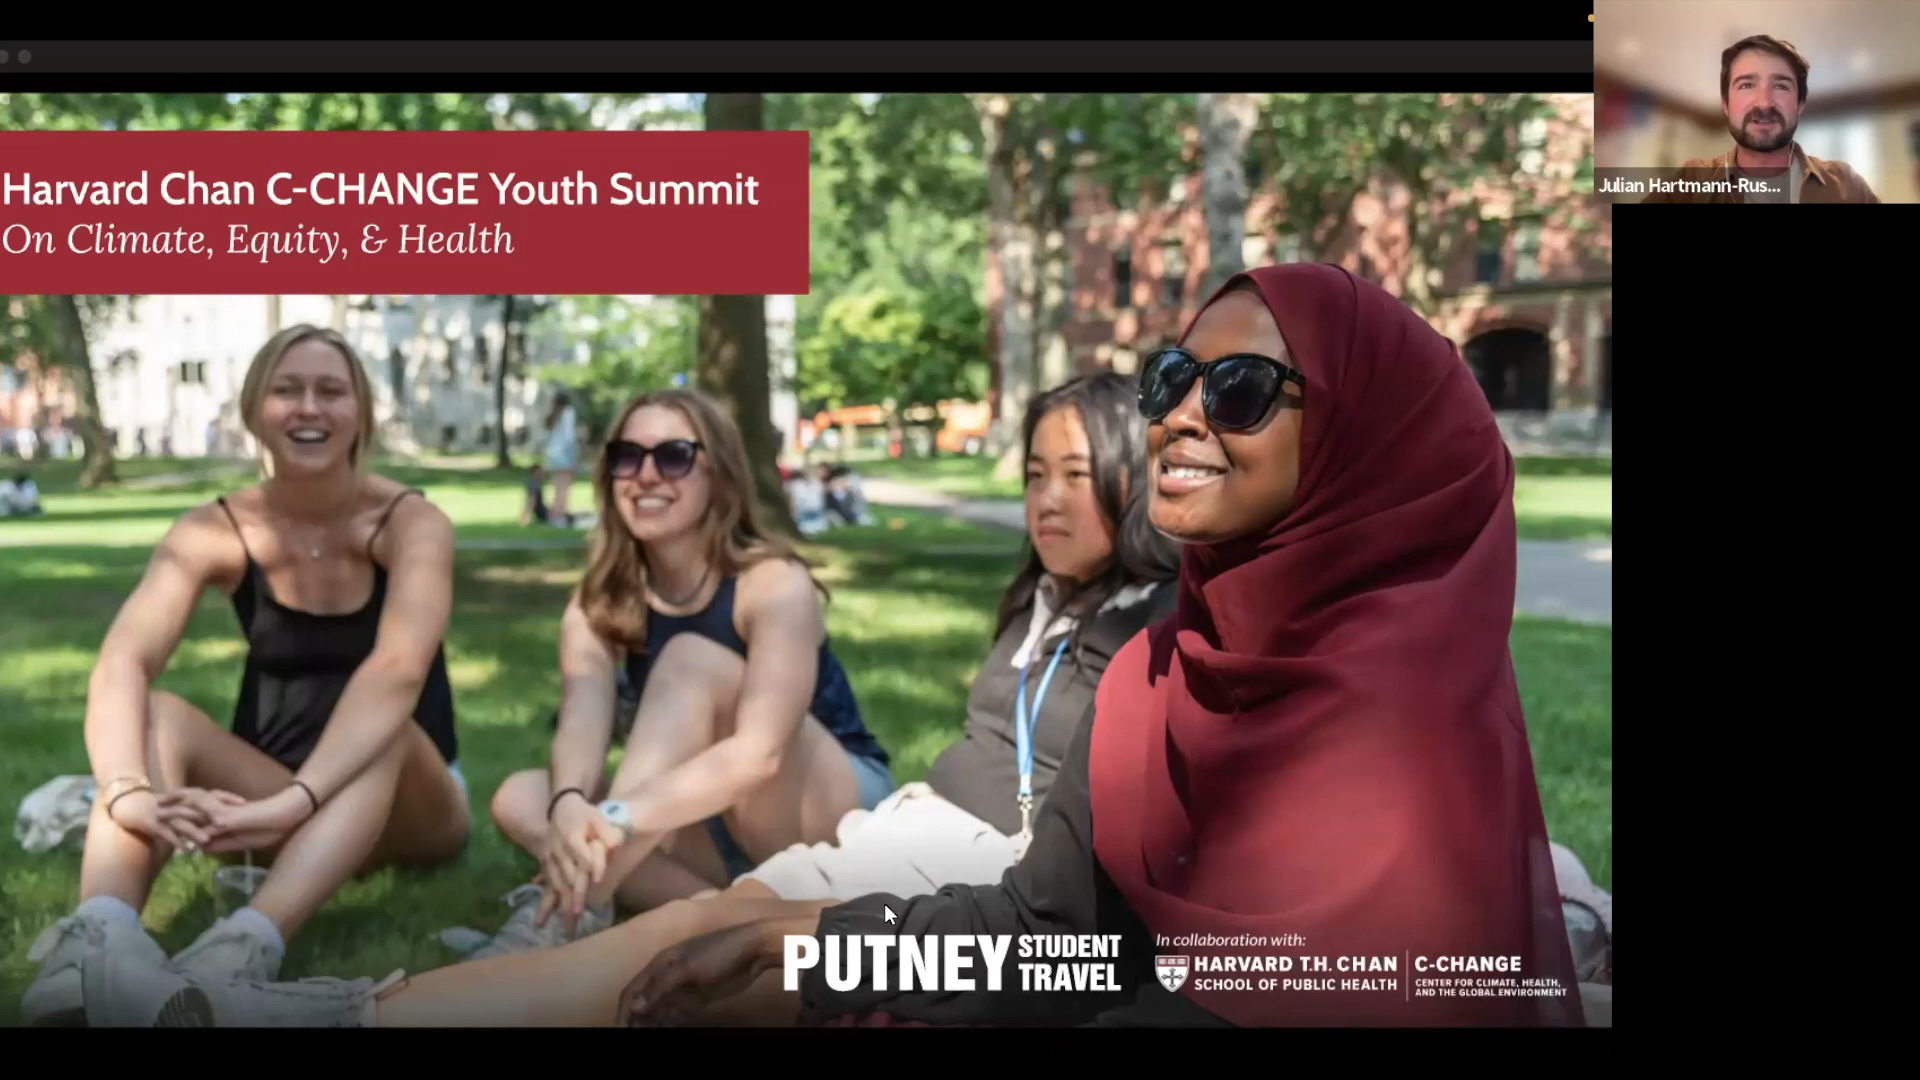 Harvard Chan C-CHANGE Youth Summit
On Climate, Equity, & Health
Julian Hartmann-Rus...
PUTNEY STUDENT TRAVEL
In collaboration with:
HARVARD T.H. CHAN
SCHOOL OF PUBLIC HEALTH
C-CHANGE
CENTER FOR CLIMATE, HEALTH,
AND THE GLOBAL ENVIRONMENT